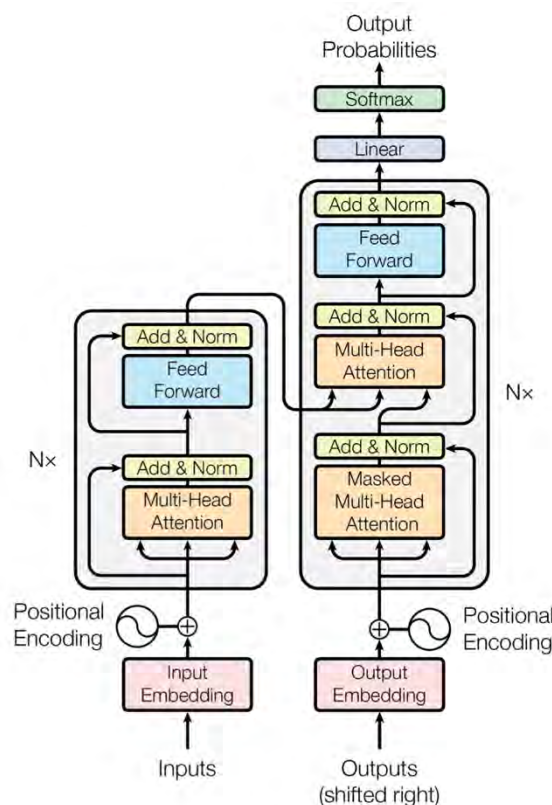 Output
Probabilities
Softmax
Linear
Add & Norm
Feed
Forward
Add & Norm
Multi-Head
Attention
Add & Norm
Masked
Multi-Head
Attention
Nx
Add & Norm
Feed
Forward
Add & Norm
Multi-Head
Attention
Nx
Positional
Encoding
Positional
Encoding
Input
Embedding
Output
Embedding
Inputs
Outputs
(shifted right)